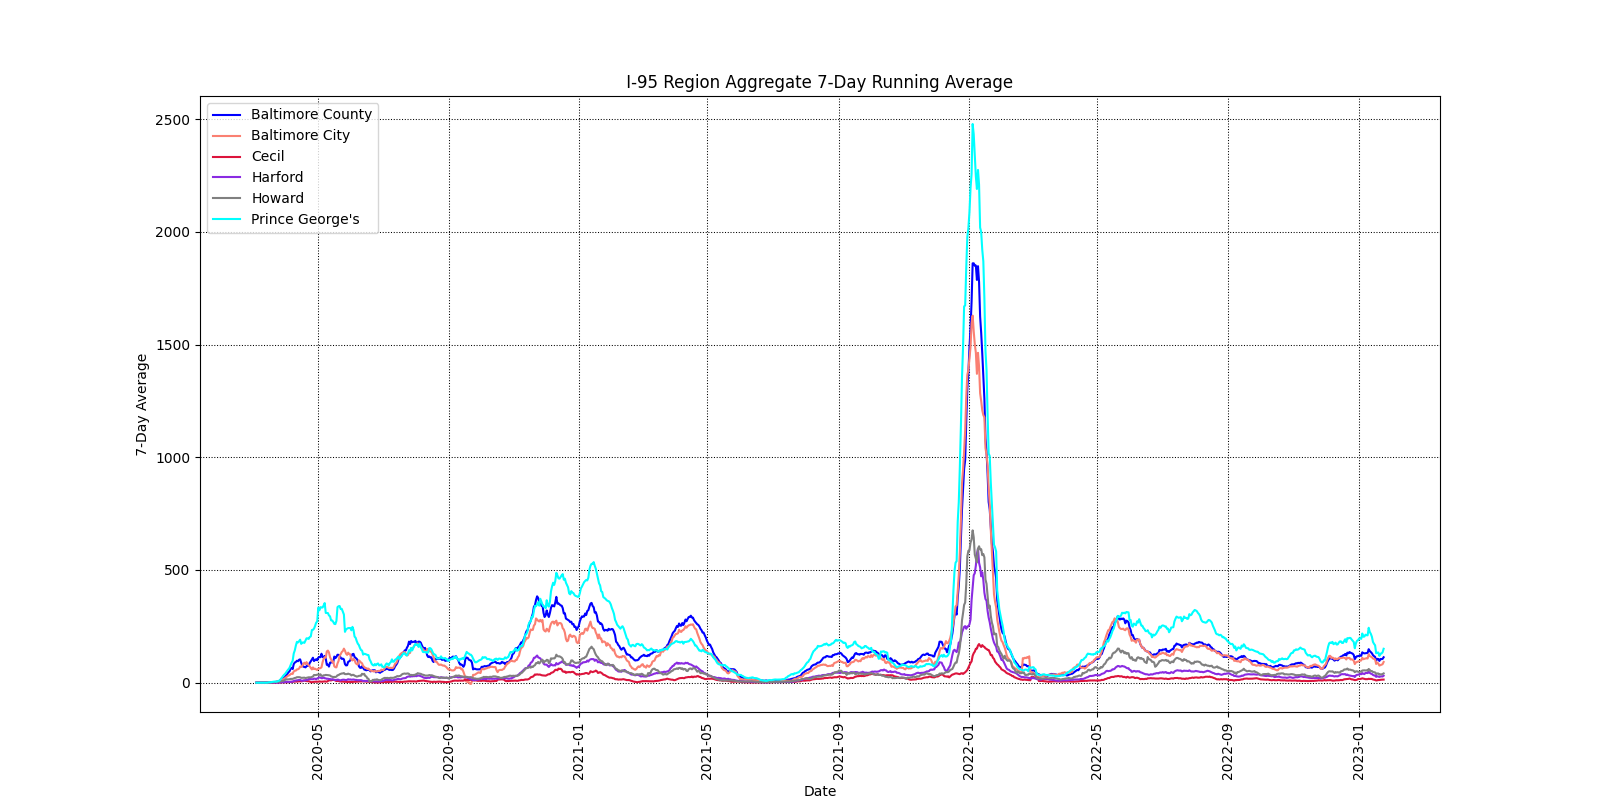 I-95 Region Aggregate 7-Day Running Average
Baltimore County
Baltimore City
Cecil
Harford
Howard
Prince George's
7-Day Average
2500
2000
1500
1000
500
0
2020-05
2020-09
2021-01
2021-05
2021-09
2022-01
2022-05
2022-09
2023-01
Date